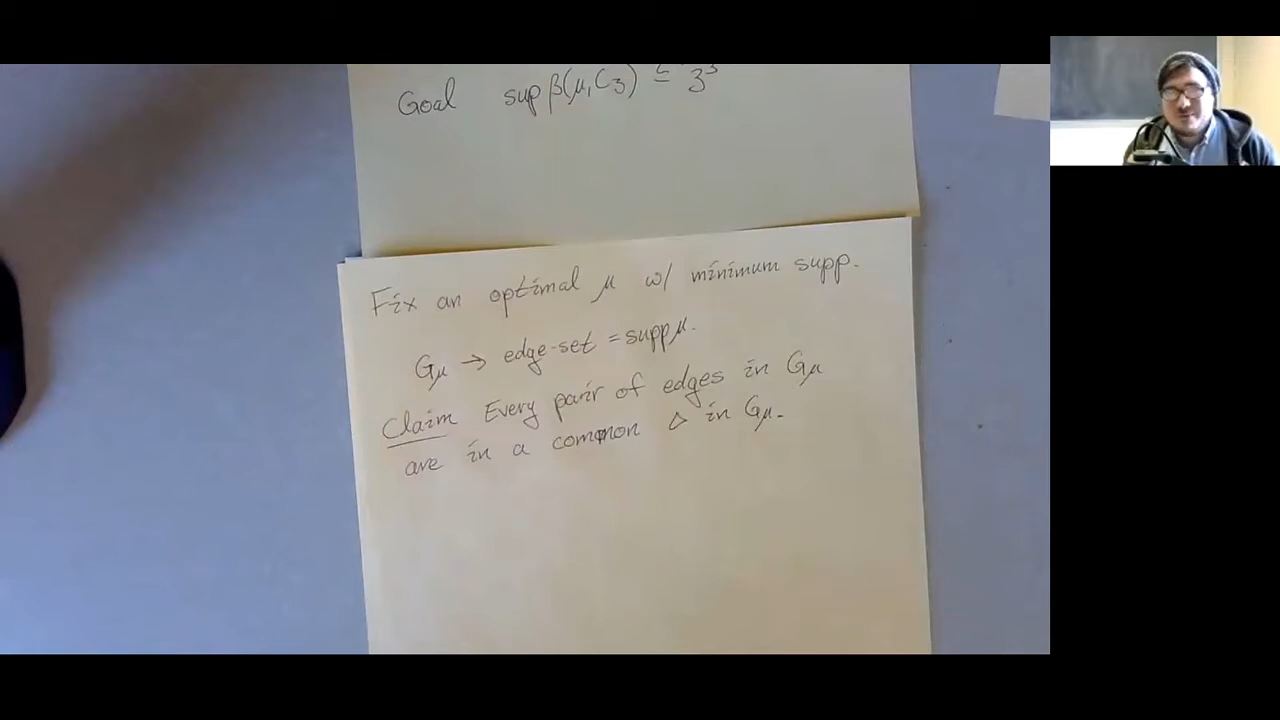 Goal sup β(μ, C₃) ≤ 3³
Fix an optimal μ w/ minimum supp.
Gμ → edge-set = supp μ.
Claim Every pair of edges in Gμ
are in a common △ in Gμ.